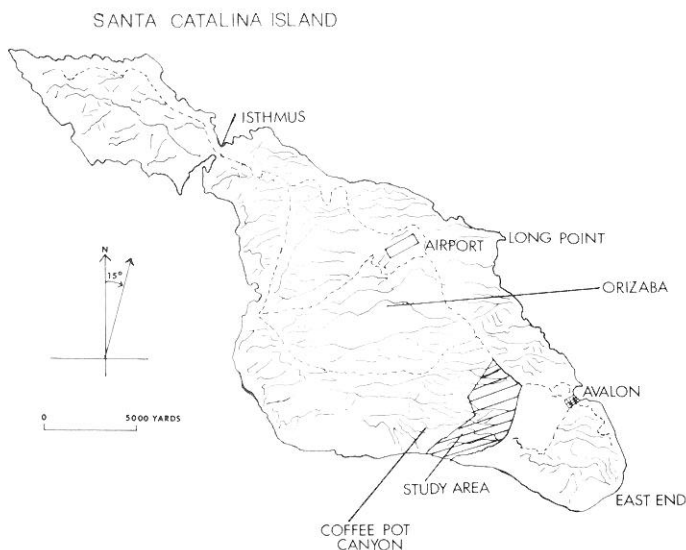 SANTA CATALINA ISLAND
ISTHMUS
AIRPORT
LONG POINT
N
15°
ORIZABA
0 5000 YARDS
AVALON
STUDY AREA
EAST END
COFFEE POT
CANYON